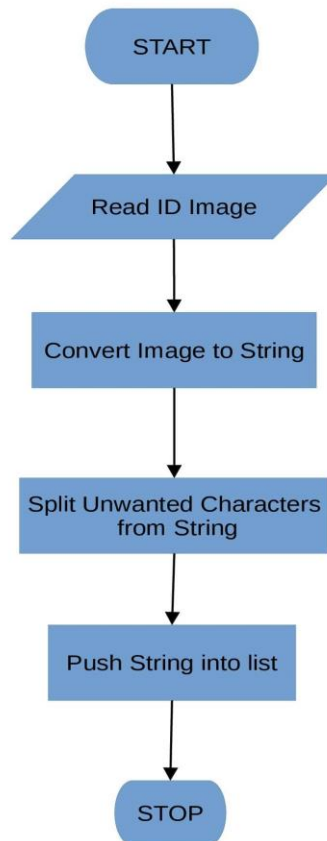 START
Read ID Image
Convert Image to String
Split Unwanted Characters
from String
Push String into list
STOP